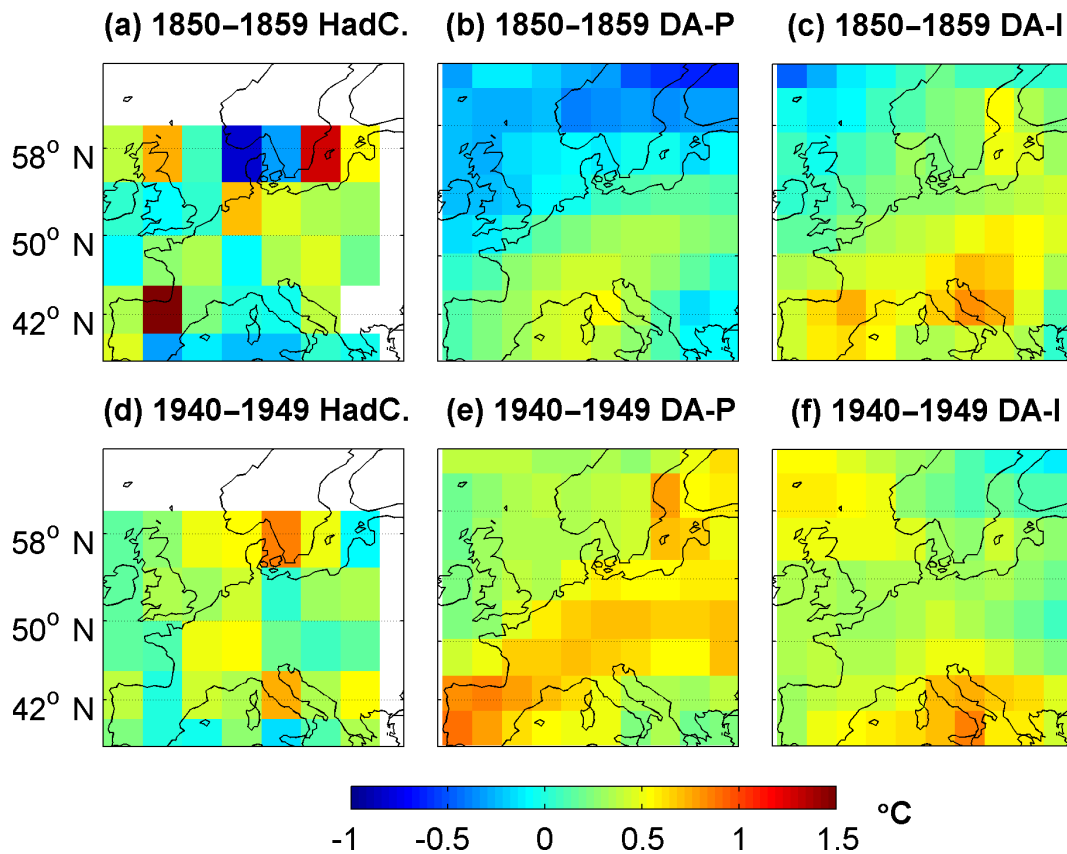 (a) 1850–1859 HadC.
(b) 1850–1859 DA-P
(c) 1850–1859 DA-I
58° N
50° N
42° N
(d) 1940–1949 HadC.
(e) 1940–1949 DA-P
(f) 1940–1949 DA-I
58° N
50° N
42° N
-1 -0.5 0 0.5 1 1.5 °C